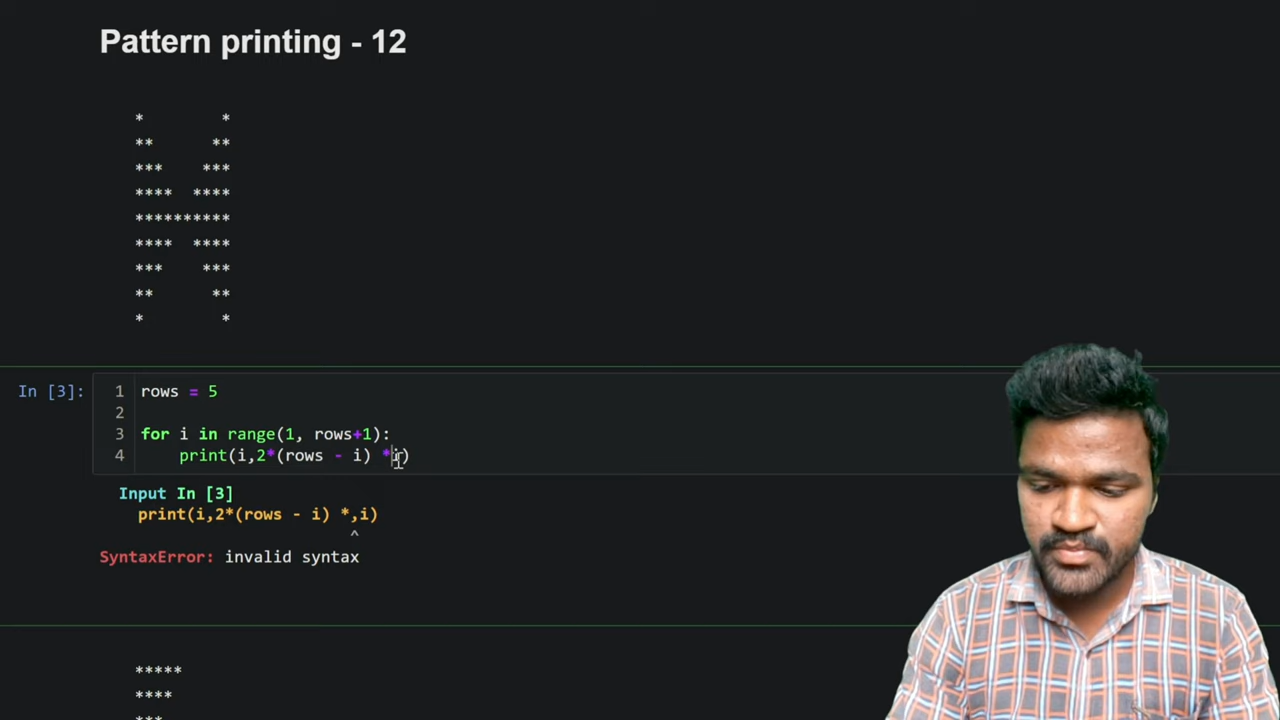 Pattern printing - 12
*        *
**      **
***    ***
****  ****
**********
****  ****
***    ***
**      **
*        *
In [3]:
1 rows = 5
2
3 for i in range(1, rows+1):
4     print(i,2*(rows - i) *i)
Input In [3]
print(i,2*(rows - i) *,i)
^
SyntaxError: invalid syntax
*****
****
***